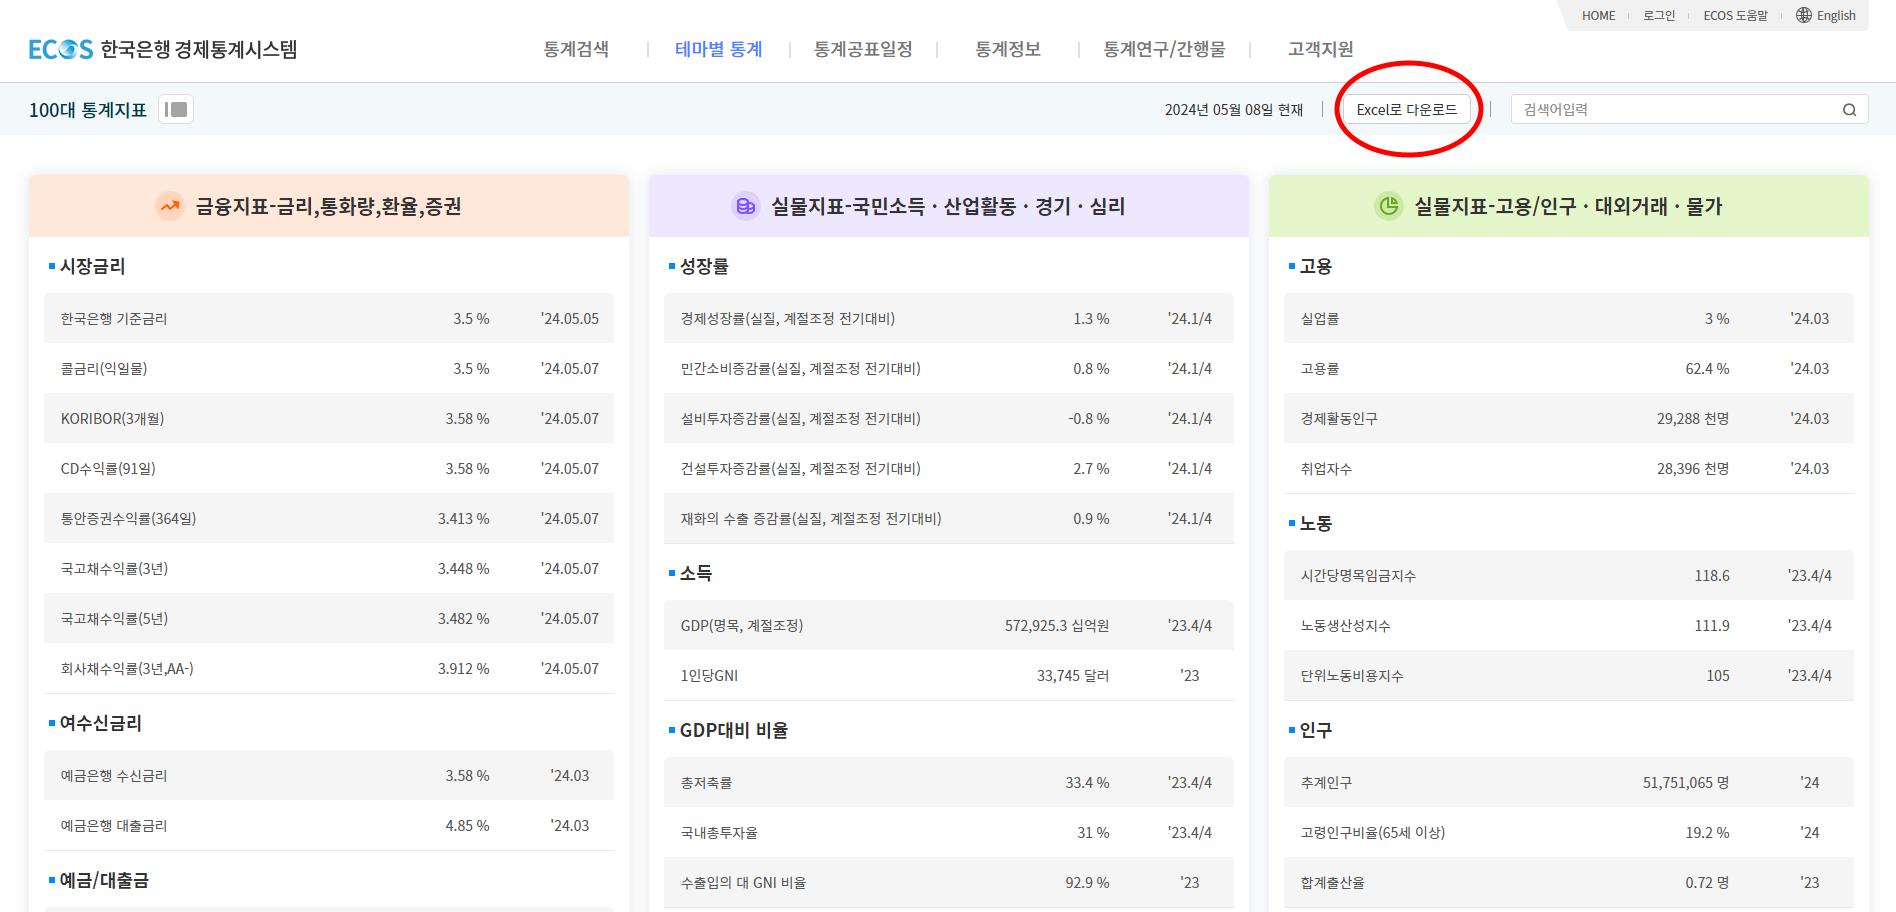 HOME 로그인 ECOS 도움말 English
ECOS 한국은행 경제통계시스템
통계검색 테마별 통계 통계공표일정 통계정보 통계연구/간행물 고객지원
100대 통계지표
2024년 05월 08일 현재 Excel로 다운로드 검색어입력
금융지표-금리,통화량,환율,증권
시장금리
한국은행 기준금리 3.5 % '24.05.05
콜금리(익일물) 3.5 % '24.05.07
KORIBOR(3개월) 3.58 % '24.05.07
CD수익률(91일) 3.58 % '24.05.07
통안증권수익률(364일) 3.413 % '24.05.07
국고채수익률(3년) 3.448 % '24.05.07
국고채수익률(5년) 3.482 % '24.05.07
회사채수익률(3년,AA-) 3.912 % '24.05.07
여수신금리
예금은행 수신금리 3.58 % '24.03
예금은행 대출금리 4.85 % '24.03
예금/대출금
실물지표-국민소득 · 산업활동 · 경기 · 심리
성장률
경제성장률(실질, 계절조정 전기대비) 1.3 % '24.1/4
민간소비증감률(실질, 계절조정 전기대비) 0.8 % '24.1/4
설비투자증감률(실질, 계절조정 전기대비) -0.8 % '24.1/4
건설투자증감률(실질, 계절조정 전기대비) 2.7 % '24.1/4
재화의 수출 증감률(실질, 계절조정 전기대비) 0.9 % '24.1/4
소득
GDP(명목, 계절조정) 572,925.3 십억원 '23.4/4
1인당GNI 33,745 달러 '23
GDP대비 비율
총저축률 33.4 % '23.4/4
국내총투자율 31 % '23.4/4
수출입의 대 GNI 비율 92.9 % '23
실물지표-고용/인구 · 대외거래 · 물가
고용
실업률 3 % '24.03
고용률 62.4 % '24.03
경제활동인구 29,288 천명 '24.03
취업자수 28,396 천명 '24.03
노동
시간당명목임금지수 118.6 '23.4/4
노동생산성지수 111.9 '23.4/4
단위노동비용지수 105 '23.4/4
인구
추계인구 51,751,065 명 '24
고령인구비율(65세 이상) 19.2 % '24
합계출산율 0.72 명 '23